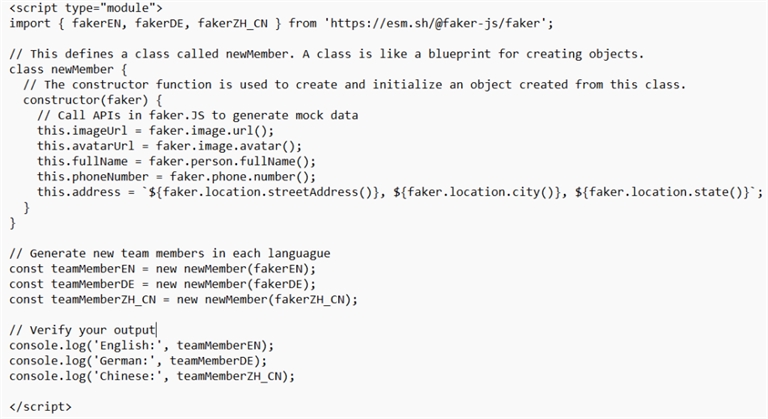 <script type="module">
import { fakerEN, fakerDE, fakerZH_CN } from 'https://esm.sh/@faker-js/faker';

// This defines a class called newMember. A class is like a blueprint for creating objects.
class newMember {
  // The constructor function is used to create and initialize an object created from this class.
  constructor(faker) {
    // Call APIs in faker.JS to generate mock data
    this.imageUrl = faker.image.url();
    this.avatarUrl = faker.image.avatar();
    this.fullName = faker.person.fullName();
    this.phoneNumber = faker.phone.number();
    this.address = `${faker.location.streetAddress()}, ${faker.location.city()}, ${faker.location.state()}`;
  }
}

// Generate new team members in each languague
const teamMemberEN = new newMember(fakerEN);
const teamMemberDE = new newMember(fakerDE);
const teamMemberZH_CN = new newMember(fakerZH_CN);

// Verify your output
console.log('English:', teamMemberEN);
console.log('German:', teamMemberDE);
console.log('Chinese:', teamMemberZH_CN);

</script>